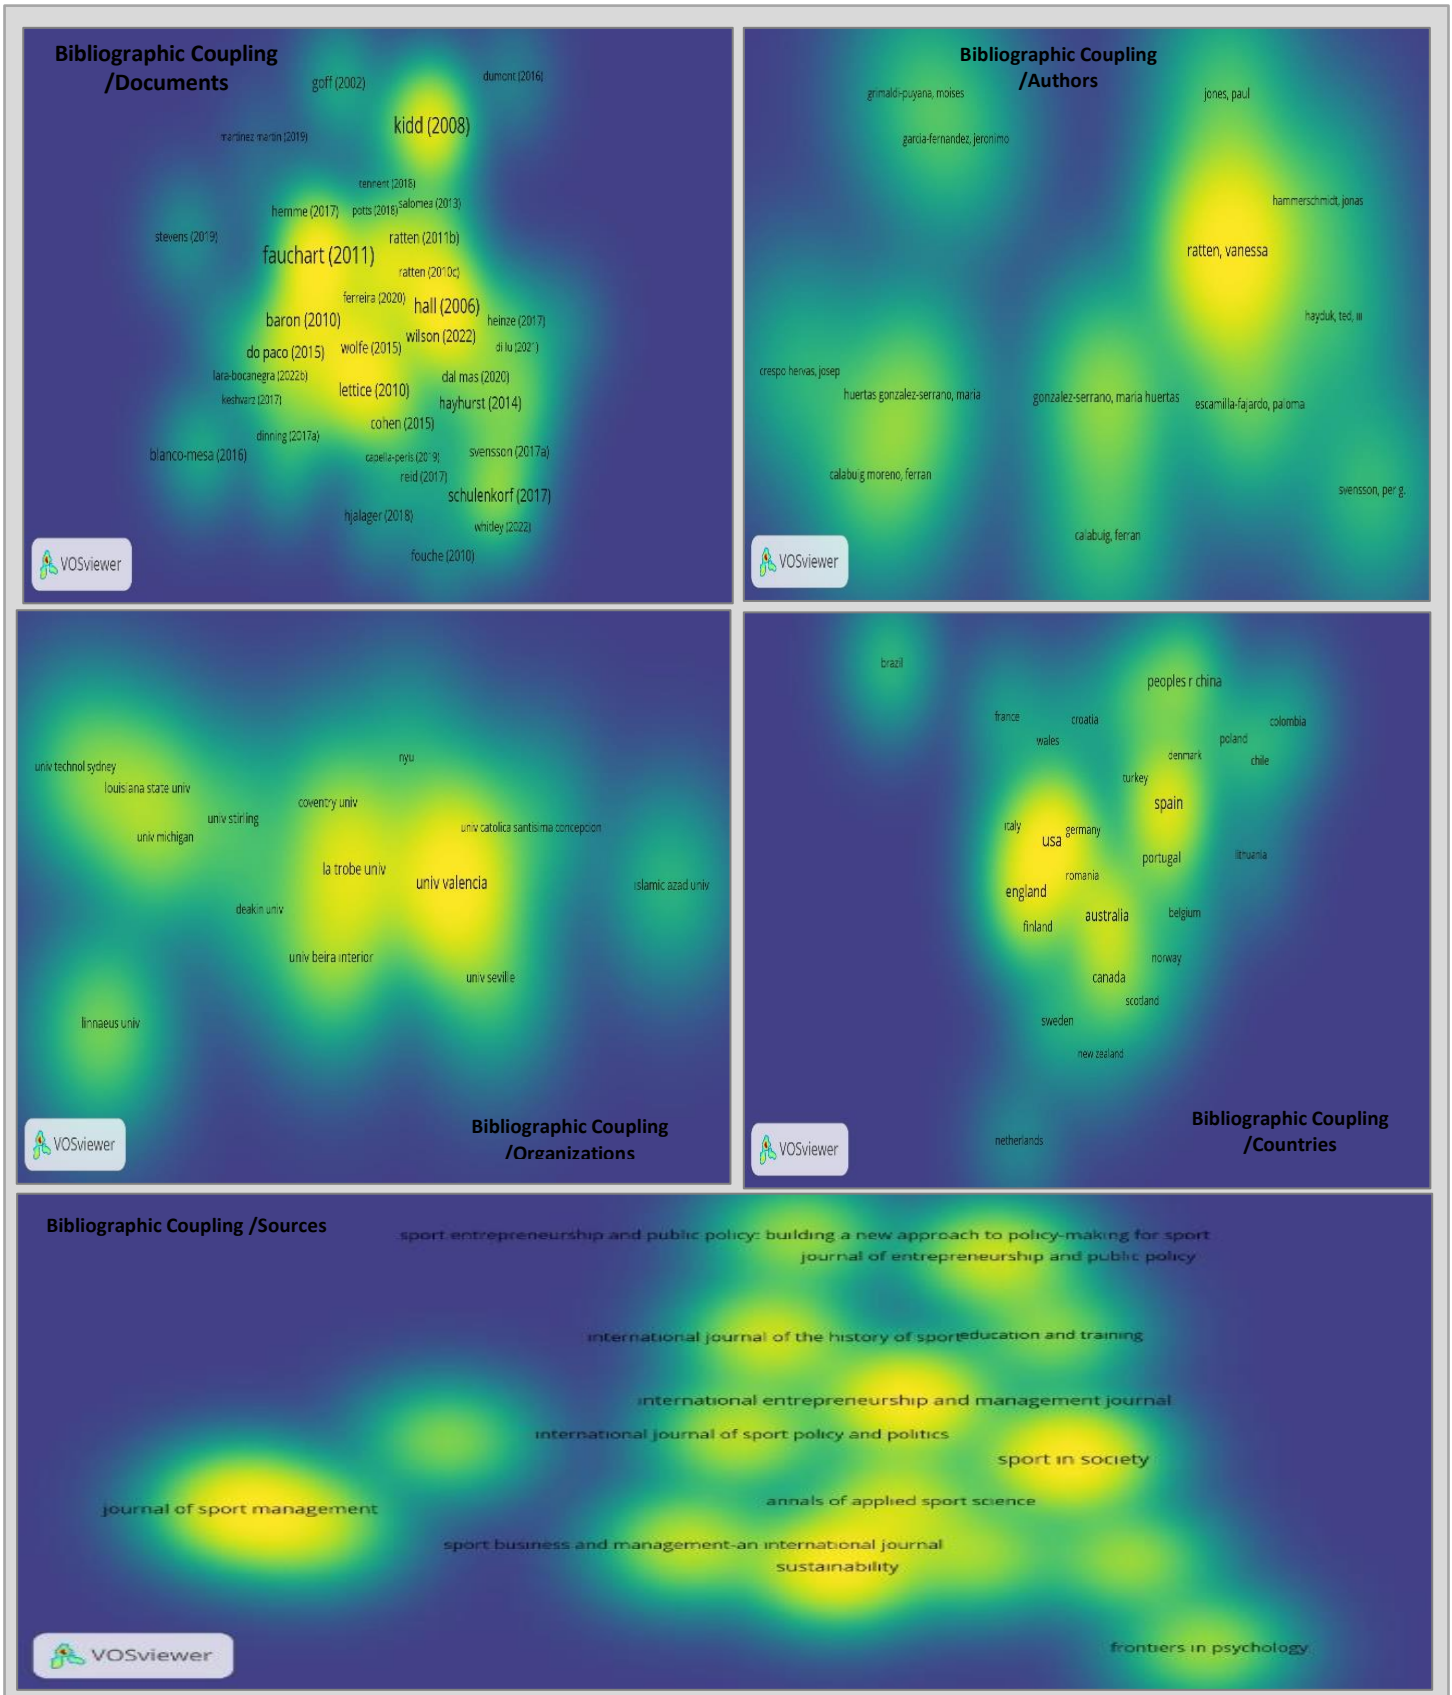 Bibliographic Coupling
/Documents
goff (2002)
dumont (2016)
kidd (2008)
martinez martin (2019)
tennent (2018)
hemme (2017)
potts (2018)
salomea (2013)
stevens (2019)
ratten (2011b)
fauchart (2011)
ratten (2010c)
ferreira (2020)
hall (2006)
baron (2010)
heinze (2017)
wilson (2022)
do paco (2015)
wolfe (2015)
di lu (2021)
lara-bocanegra (2022b)
dal mas (2020)
lettice (2010)
keshvarz (2017)
hayhurst (2014)
cohen (2015)
dinning (2017a)
blanco-mesa (2016)
capella-peris (2019)
svensson (2017a)
reid (2017)
schulenkorf (2017)
hjalager (2018)
whitley (2022)
fouche (2010)
VOSviewer
Bibliographic Coupling
/Authors
grimaldi-puyana, moises
jones, paul
garcia-fernandez, jeronimo
hammerschmidt, jonas
ratten, vanessa
hayduk, ted, iii
crespo hervas, josep
huertas gonzalez-serrano, maria
gonzalez-serrano, maria huertas
escamilla-fajardo, paloma
calabuig moreno, ferran
svensson, per g.
calabuig, ferran
VOSviewer
univ technol sydney
nyu
louisiana state univ
coventry univ
univ stirling
univ catolica santisima concepcion
univ michigan
la trobe univ
univ valencia
islamic azad univ
deakin univ
univ beira interior
univ seville
linnaeus univ
Bibliographic Coupling
/Organizations
VOSviewer
brazil
peoples r china
france
croatia
colombia
wales
poland
denmark
chile
turkey
spain
italy
germany
usa
portugal
lithuania
romania
england
australia
belgium
finland
norway
canada
scotland
sweden
new zealand
Bibliographic Coupling
/Countries
netherlands
VOSviewer
Bibliographic Coupling /Sources
sport entrepreneurship and public policy: building a new approach to policy-making for sport
journal of entrepreneurship and public policy
international journal of the history of sport
education and training
international entrepreneurship and management journal
international journal of sport policy and politics
sport in society
annals of applied sport science
journal of sport management
sport business and management-an international journal
sustainability
frontiers in psychology
VOSviewer